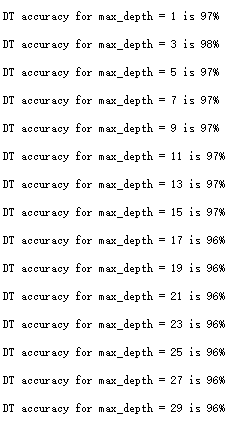 DT accuracy for max_depth = 1 is 97%
DT accuracy for max_depth = 3 is 98%
DT accuracy for max_depth = 5 is 97%
DT accuracy for max_depth = 7 is 97%
DT accuracy for max_depth = 9 is 97%
DT accuracy for max_depth = 11 is 97%
DT accuracy for max_depth = 13 is 97%
DT accuracy for max_depth = 15 is 97%
DT accuracy for max_depth = 17 is 96%
DT accuracy for max_depth = 19 is 96%
DT accuracy for max_depth = 21 is 96%
DT accuracy for max_depth = 23 is 96%
DT accuracy for max_depth = 25 is 96%
DT accuracy for max_depth = 27 is 96%
DT accuracy for max_depth = 29 is 96%